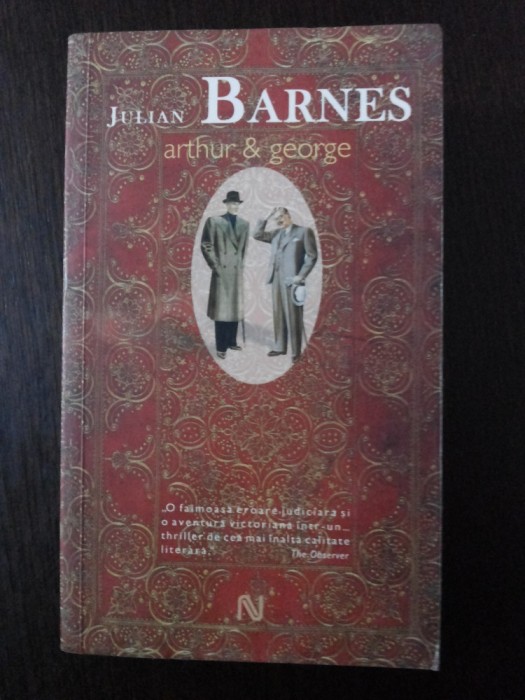 JULIAN BARNES
arthur & george
„O faimoasă eroare judiciară şi
o aventură victoriană într-un...
thriller de cea mai înaltă calitate
literară.”
The Observer
N